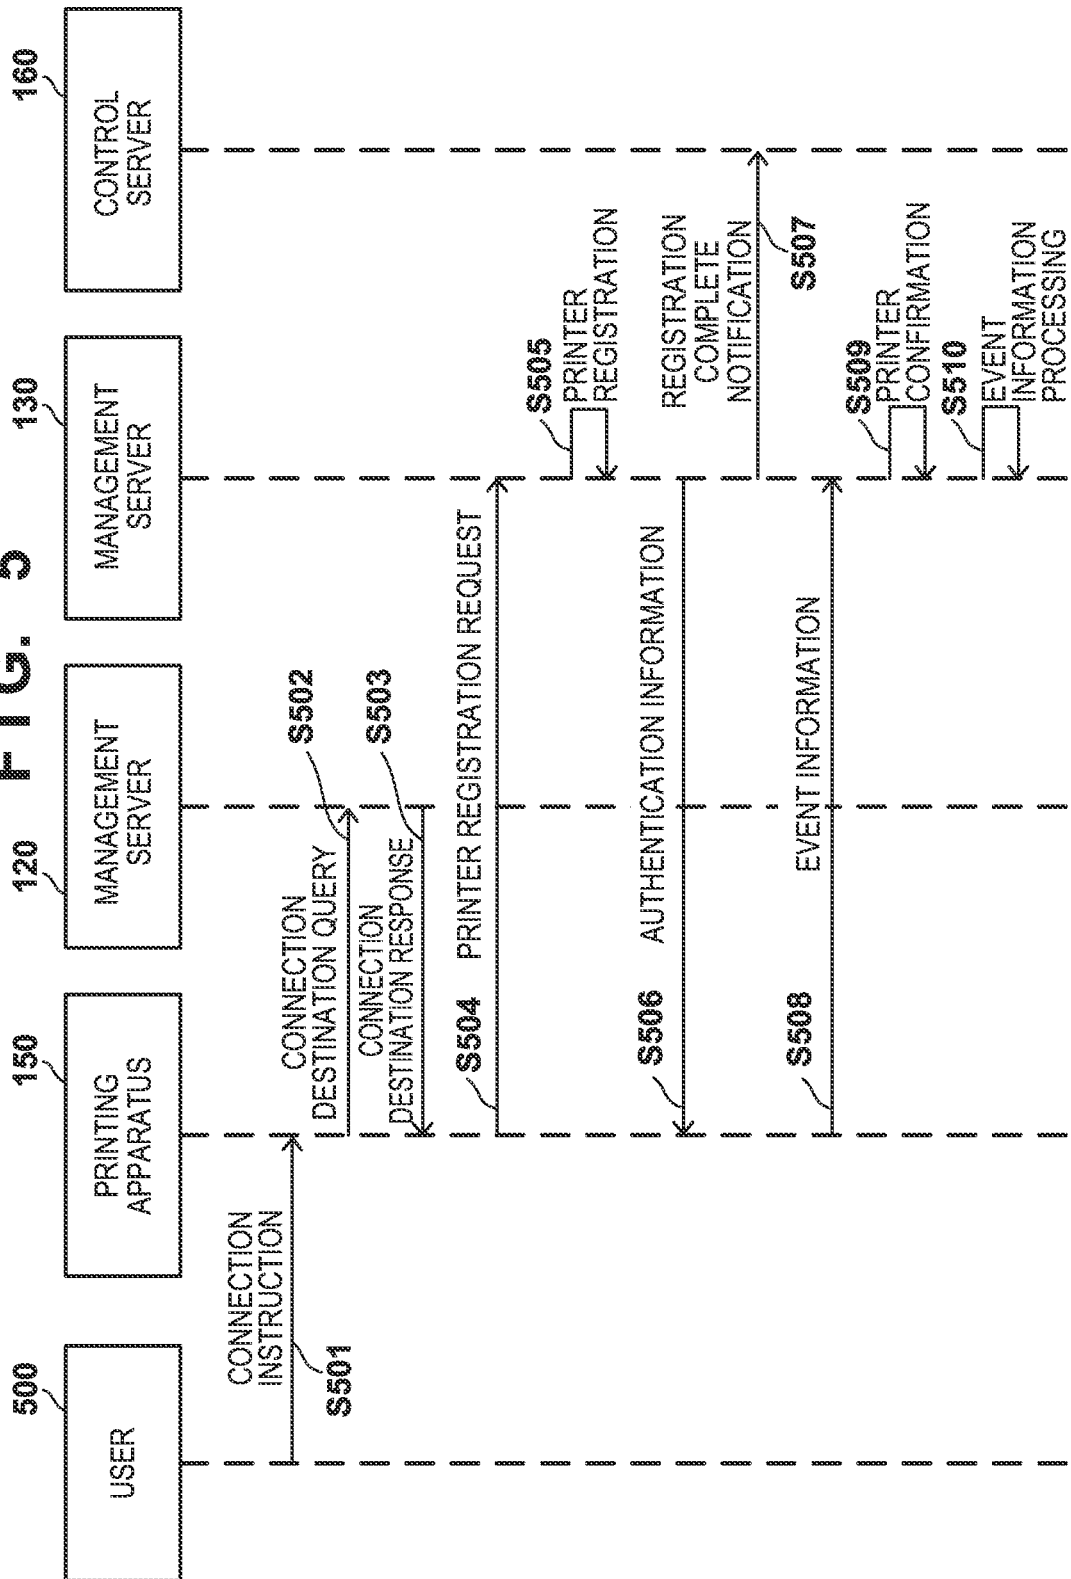 FIG. 5
500
USER
150
PRINTING
APPARATUS
120
MANAGEMENT
SERVER
130
MANAGEMENT
SERVER
160
CONTROL
SERVER
CONNECTION
INSTRUCTION
S501
CONNECTION
DESTINATION QUERY
S502
CONNECTION
DESTINATION RESPONSE
S503
S504
PRINTER REGISTRATION REQUEST
S505
PRINTER
REGISTRATION
S506
AUTHENTICATION INFORMATION
REGISTRATION
COMPLETE
NOTIFICATION
S507
S508
EVENT INFORMATION
S509
PRINTER
CONFIRMATION
S510
EVENT
INFORMATION
PROCESSING